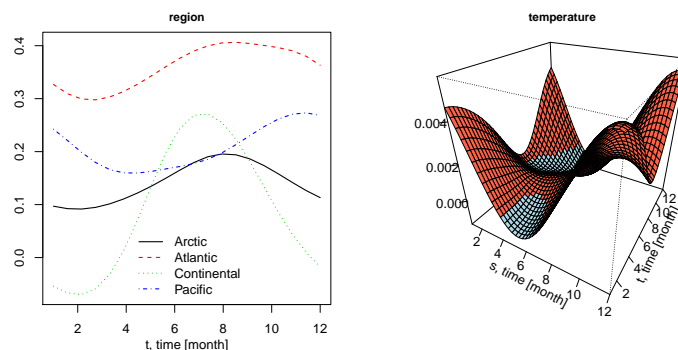 region
0.4
0.3
0.2
0.1
0.0
Arctic
Atlantic
Continental
Pacific
2 4 6 8 10 12
t, time [month]
temperature
0.004
0.002
0.000
2 4 6 8 10 12
s, time [month]
2 4 6 8 10 12
t, time [month]